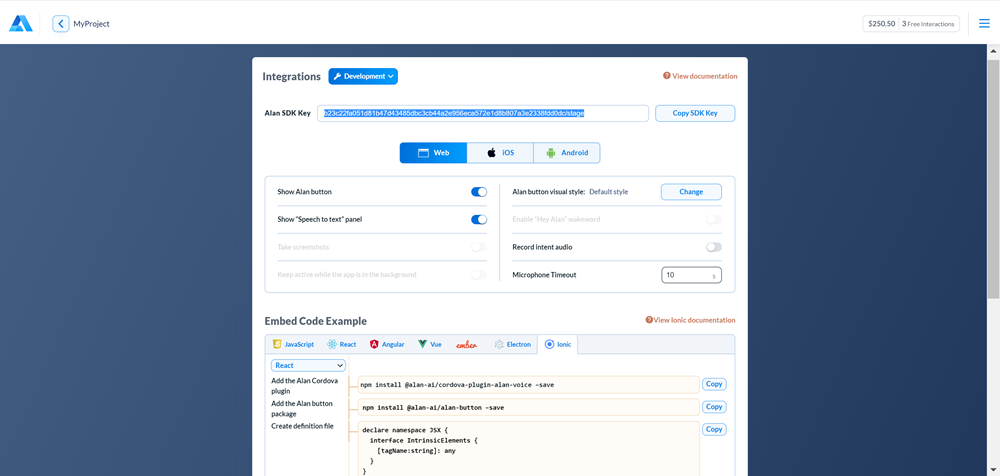 MyProject
$250.50 3 Free Interactions
Integrations Development View documentation
Alan SDK Key b23c22fa051d81b47d43485dbc3cb44a2e956eca572e1d8b807a3e2338fdd0dc/stage Copy SDK Key
Web iOS Android
Show Alan button
Show "Speech to text" panel
Take screenshots
Keep active while the app is in the background
Alan button visual style: Default style Change
Enable "Hey Alan" wakeword
Record intent audio
Microphone Timeout 10 s
Embed Code Example View Ionic documentation
JavaScript React Angular Vue ember Electron Ionic
React
Add the Alan Cordova
plugin
npm install @alan-ai/cordova-plugin-alan-voice –save Copy
Add the Alan button
package
npm install @alan-ai/alan-button –save Copy
Create definition file
declare namespace JSX { Copy
interface IntrinsicElements {
[tagName:string]: any
}
}